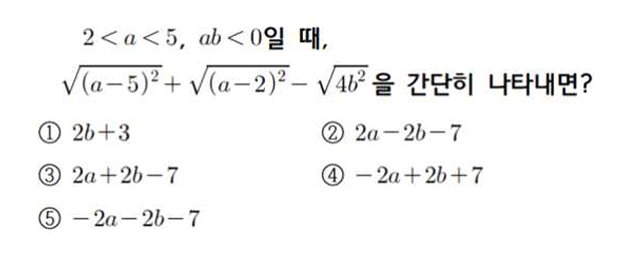 2 < a < 5, ab < 0일 때,
√(a−5)² + √(a−2)² − √4b² 을 간단히 나타내면?
① 2b+3 ② 2a−2b−7
③ 2a+2b−7 ④ −2a+2b+7
⑤ −2a−2b−7